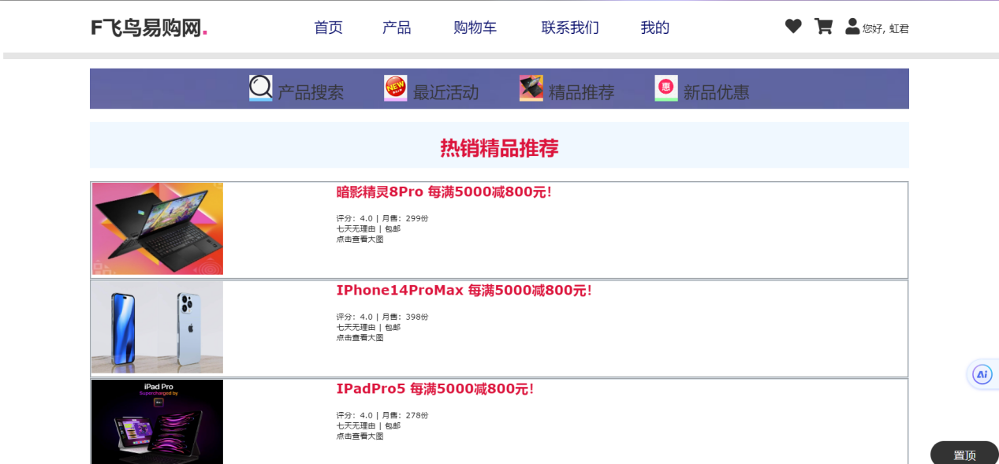 F飞鸟易购网.
首页 产品 购物车 联系我们 我的
您好, 虹君
产品搜索 NEW 最近活动 精品推荐 惠 新品优惠
热销精品推荐
暗影精灵8Pro 每满5000减800元!
评分：4.0 | 月售：299份
七天无理由 | 包邮
点击查看大图
IPhone14ProMax 每满5000减800元!
评分：4.0 | 月售：398份
七天无理由 | 包邮
点击查看大图
iPad Pro
Supercharged by
IPadPro5 每满5000减800元!
评分：4.0 | 月售：278份
七天无理由 | 包邮
点击查看大图
Ai
置顶